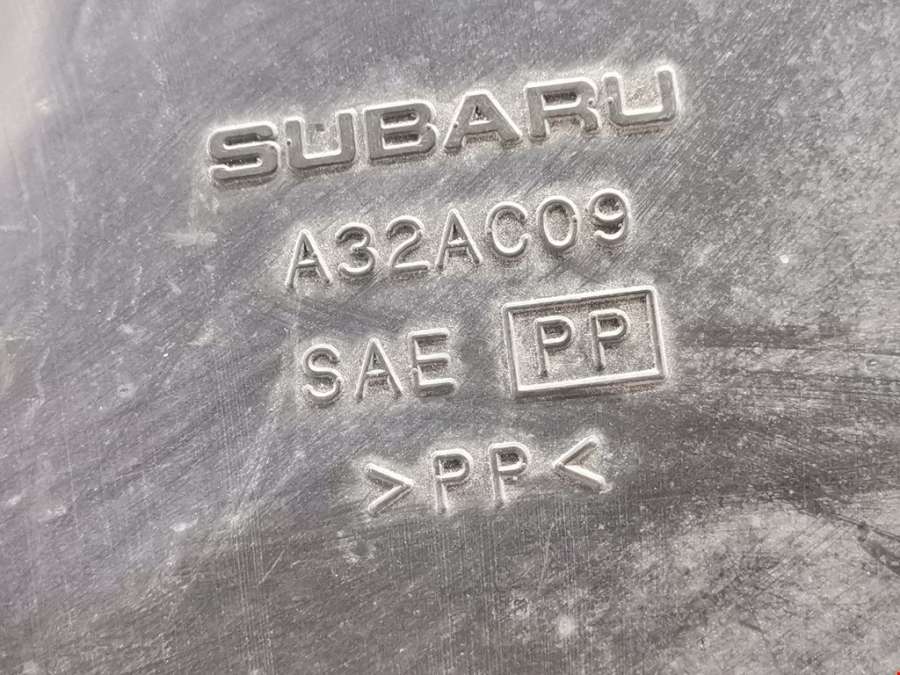 SUBARU
A32AC09
SAE PP
>PP<